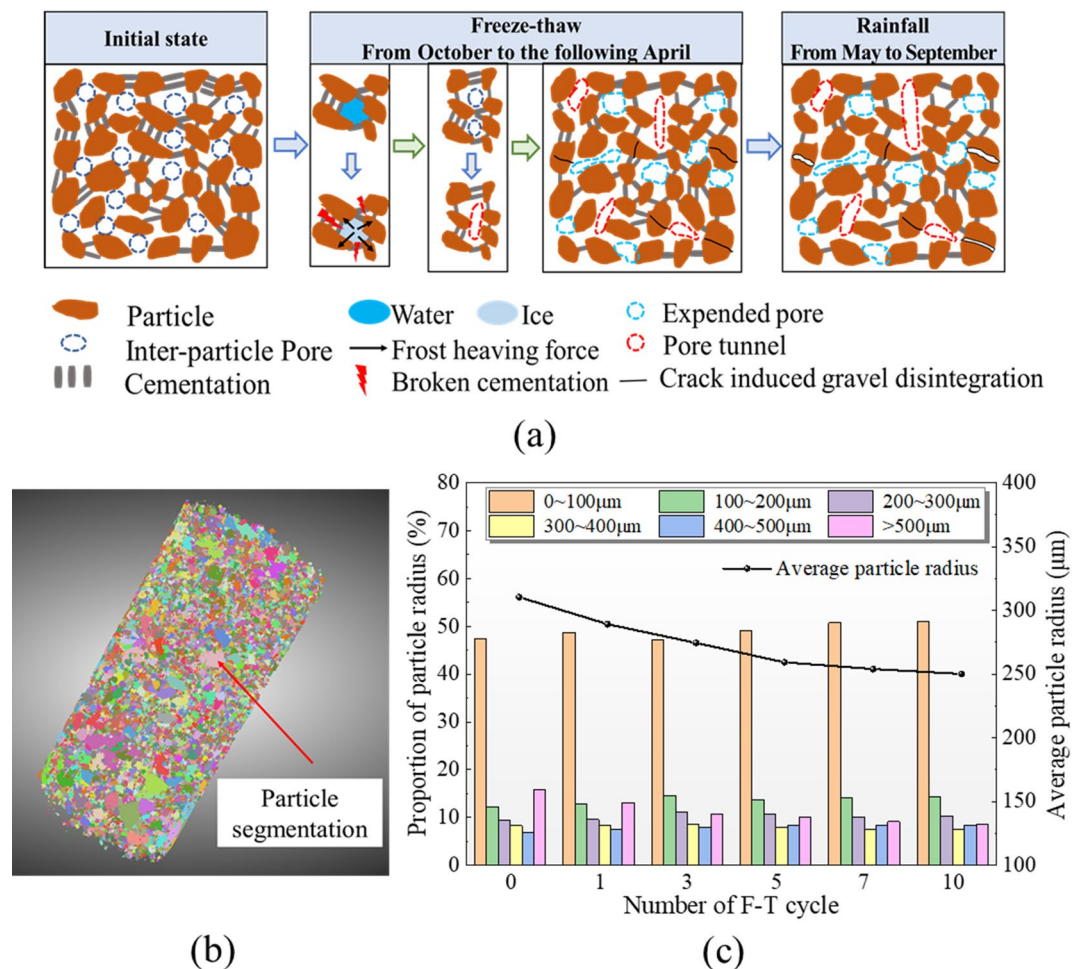 Initial state
Freeze-thaw
From October to the following April
Rainfall
From May to September
Particle
Water
Ice
Expended pore
Inter-particle Pore
Frost heaving force
Pore tunnel
Cementation
Broken cementation
Crack induced gravel disintegration
(a)
Particle
segmentation
(b)
80
70
60
50
40
30
20
10
0
Proportion of particle radius (%)
0~100μm
100~200μm
200~300μm
300~400μm
400~500μm
>500μm
Average particle radius
400
350
300
250
200
150
100
Average particle radius (μm)
0
1
3
5
7
10
Number of F-T cycle
(c)